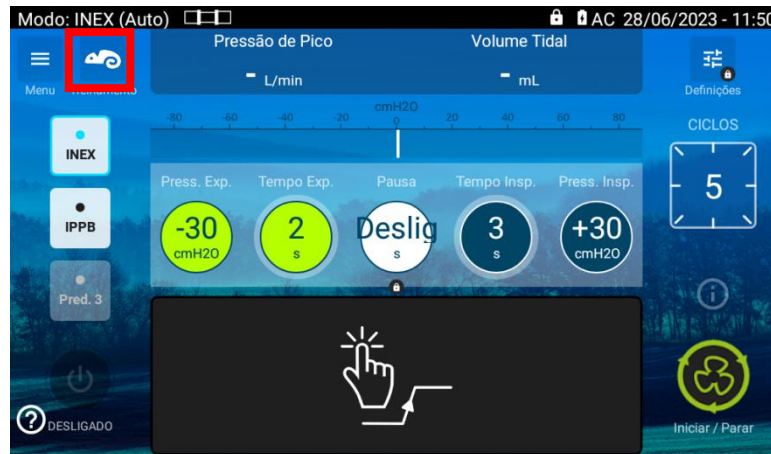 Modo: INEX (Auto)
AC 28/06/2023 - 11:50
Pressão de Pico
Volume Tidal
- L/min
- mL
Menu
Treinamento
Definições
cmH2O
-80 -60 -40 -20 0 20 40 60 80
CICLOS
5
INEX
IPPB
Pred. 3
Press. Exp.
Tempo Exp.
Pausa
Tempo Insp.
Press. Insp.
-30
cmH2O
2
s
Deslig
s
3
s
+30
cmH2O
DESLIGADO
Iniciar / Parar